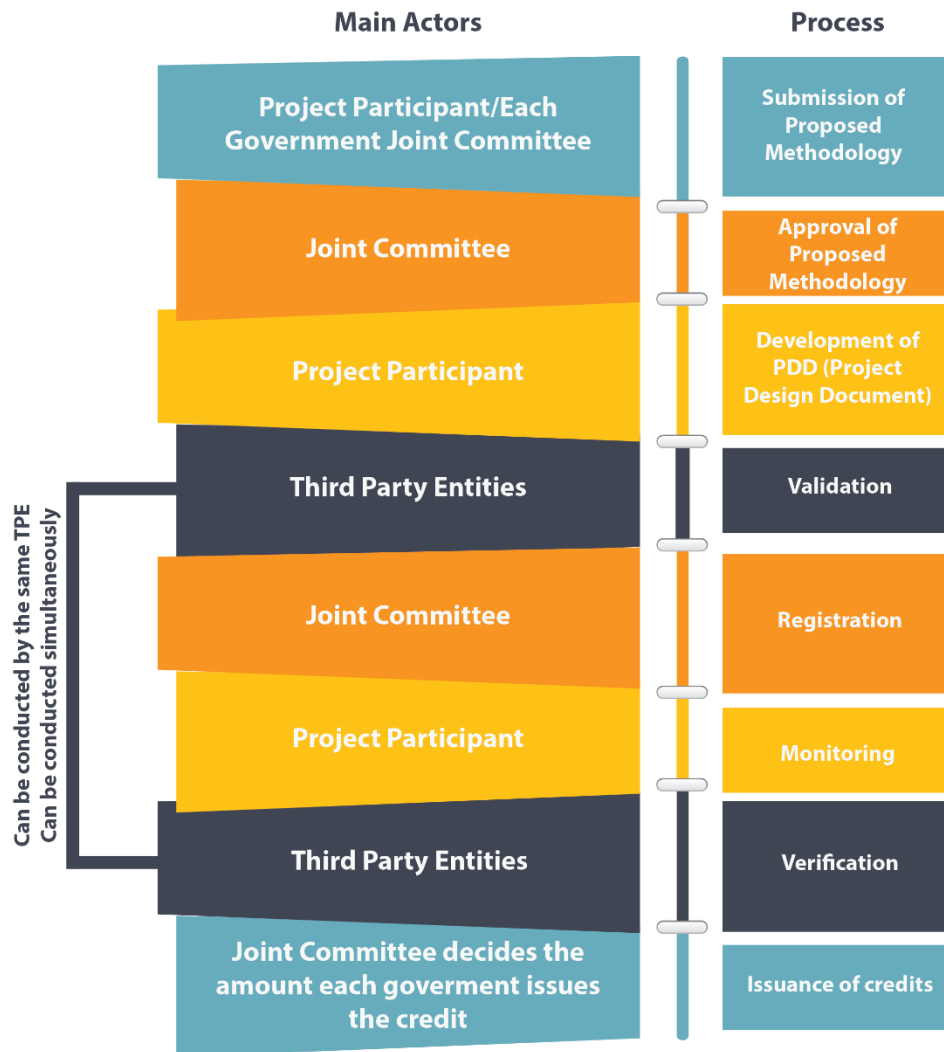 Main Actors
Process
Project Participant/Each
Government Joint Committee
Submission of
Proposed
Methodology
Joint Committee
Approval of
Proposed
Methodology
Project Participant
Development of
PDD (Project
Design Document)
Third Party Entities
Validation
Can be conducted by the same TPE
Can be conducted simultaneously
Joint Committee
Registration
Project Participant
Monitoring
Third Party Entities
Verification
Joint Committee decides the
amount each goverment issues
the credit
Issuance of credits